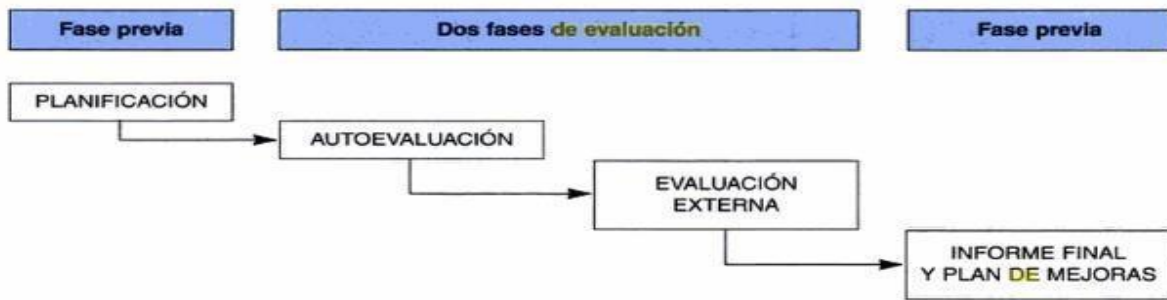 Fase previa
Dos fases de evaluación
Fase previa
PLANIFICACIÓN
AUTOEVALUACIÓN
EVALUACIÓN
EXTERNA
INFORME FINAL
Y PLAN DE MEJORAS